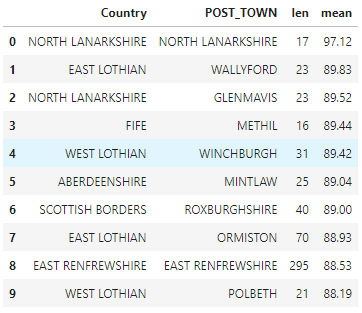 Country POST_TOWN len mean
0 NORTH LANARKSHIRE NORTH LANARKSHIRE 17 97.12
1 EAST LOTHIAN WALLYFORD 23 89.83
2 NORTH LANARKSHIRE GLENMAVIS 23 89.52
3 FIFE METHIL 16 89.44
4 WEST LOTHIAN WINCHBURGH 31 89.42
5 ABERDEENSHIRE MINTLAW 25 89.04
6 SCOTTISH BORDERS ROXBURGHSHIRE 40 89.00
7 EAST LOTHIAN ORMISTON 70 88.93
8 EAST RENFREWSHIRE EAST RENFREWSHIRE 295 88.53
9 WEST LOTHIAN POLBETH 21 88.19